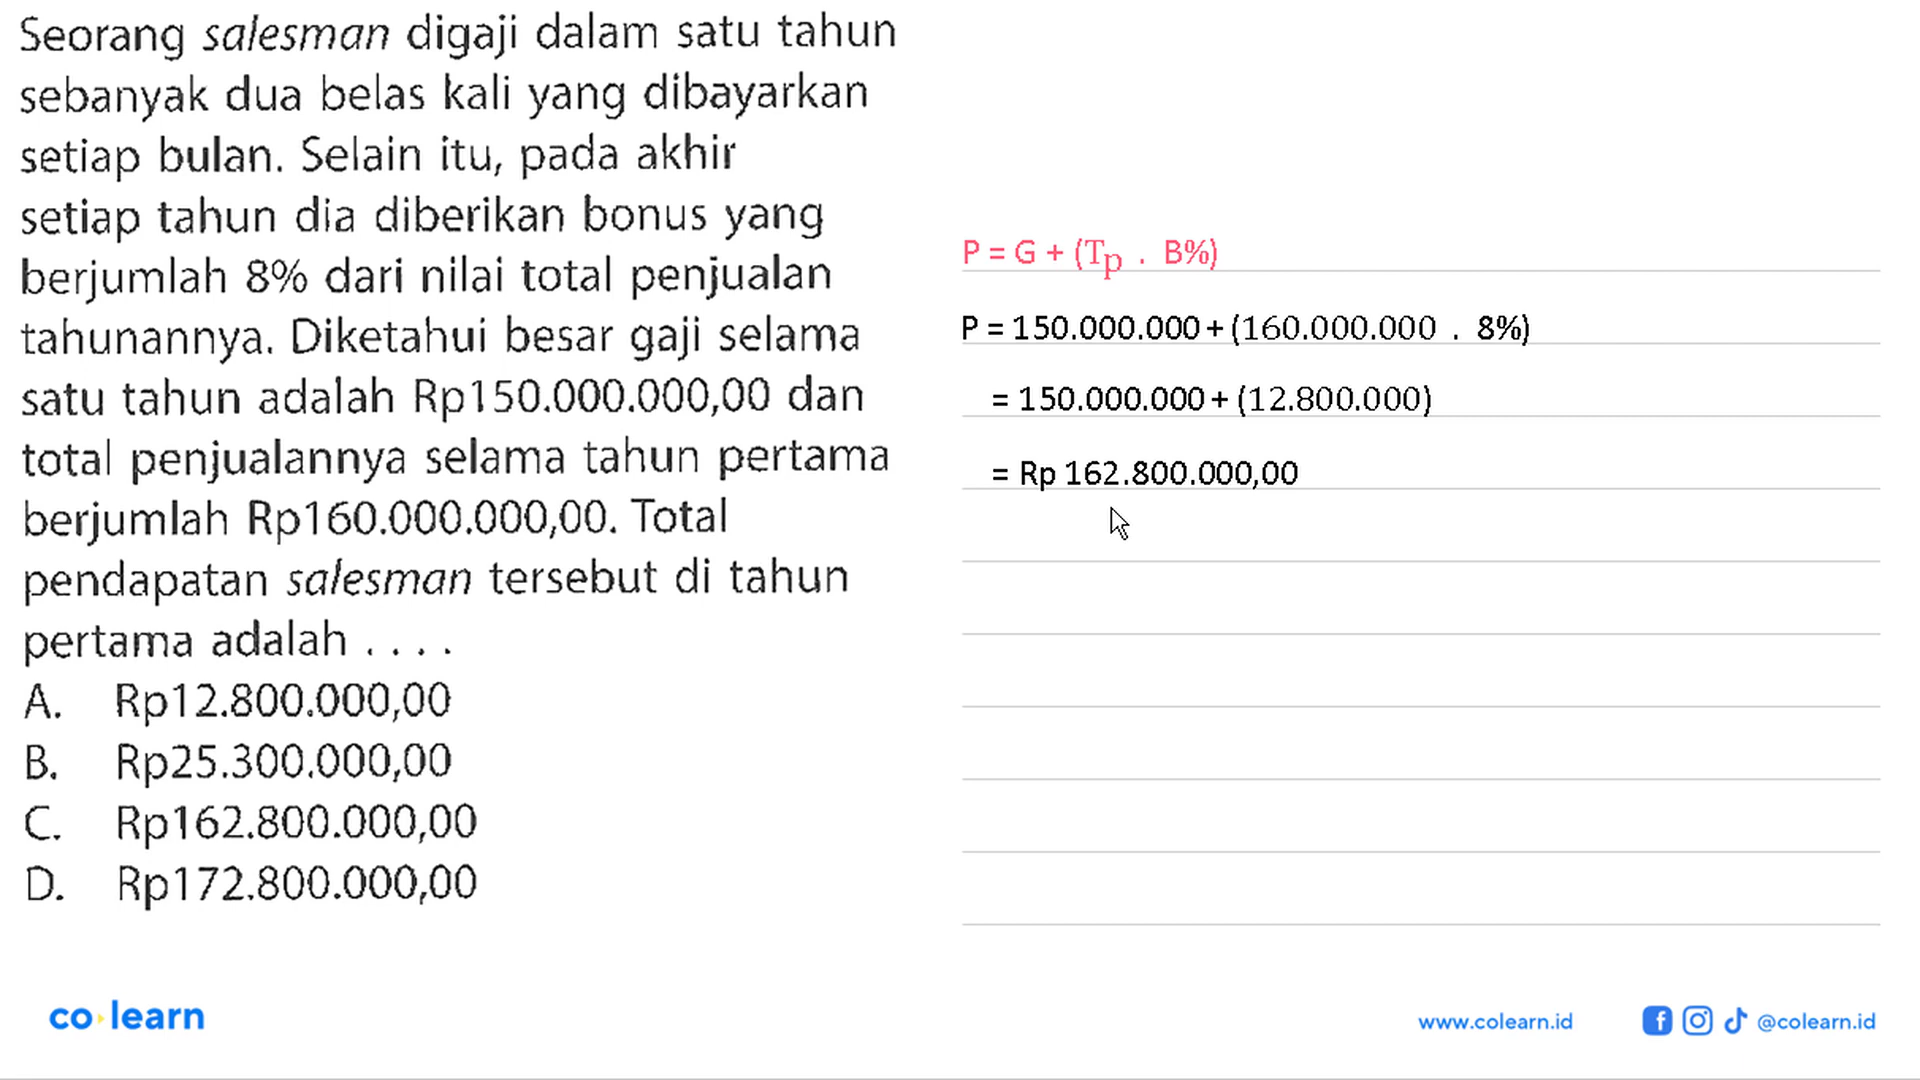 Seorang salesman digaji dalam satu tahun
sebanyak dua belas kali yang dibayarkan
setiap bulan. Selain itu, pada akhir
setiap tahun dia diberikan bonus yang
berjumlah 8% dari nilai total penjualan
tahunannya. Diketahui besar gaji selama
satu tahun adalah Rp150.000.000,00 dan
total penjualannya selama tahun pertama
berjumlah Rp160.000.000,00. Total
pendapatan salesman tersebut di tahun
pertama adalah . . . .
A. Rp12.800.000,00
B. Rp25.300.000,00
C. Rp162.800.000,00
D. Rp172.800.000,00
P = G + (Tp . B%)
P = 150.000.000 + (160.000.000 . 8%)
= 150.000.000 + (12.800.000)
= Rp 162.800.000,00
co learn
www.colearn.id
@colearn.id